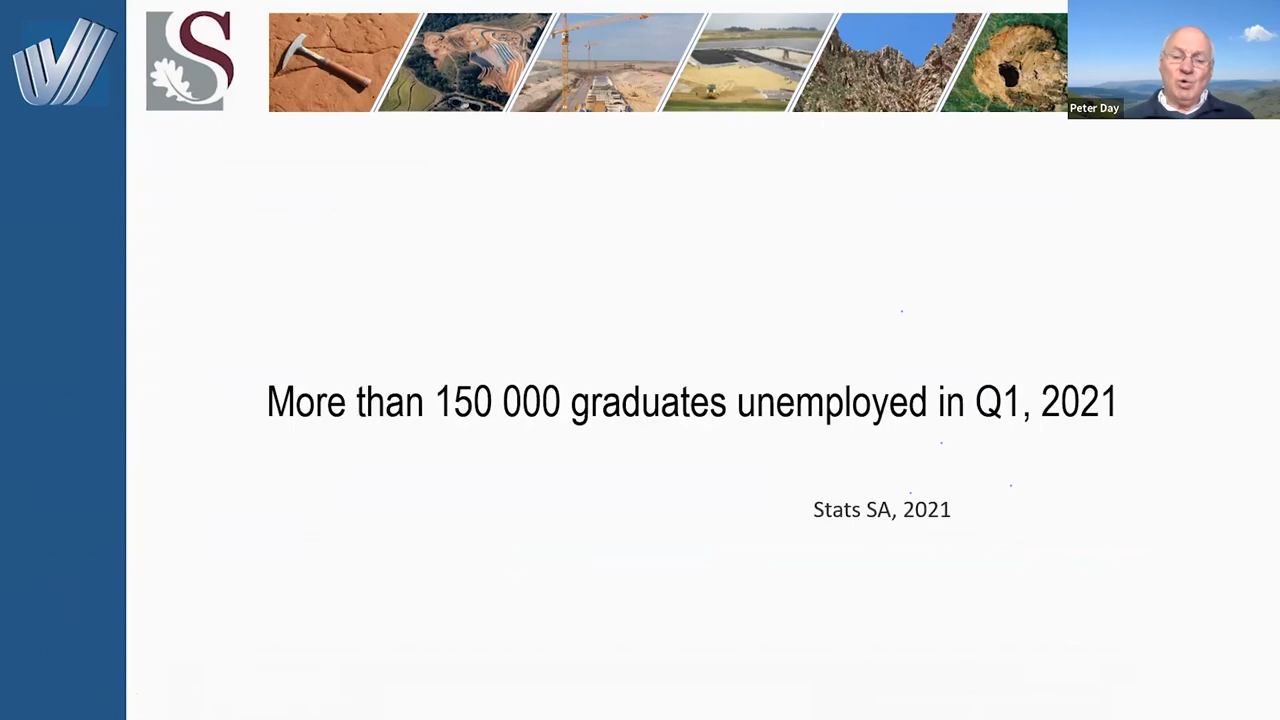 S
Peter Day
More than 150 000 graduates unemployed in Q1, 2021
Stats SA, 2021